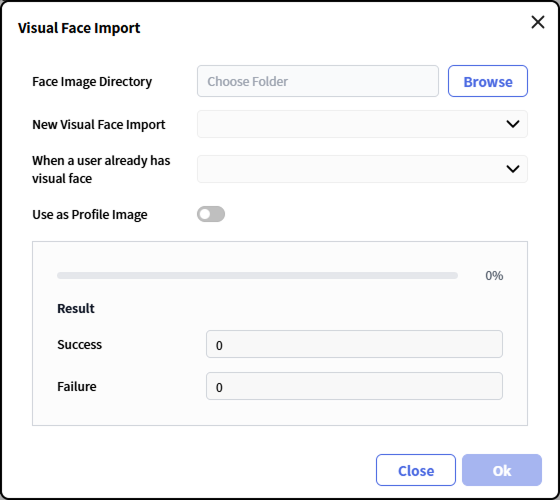 Visual Face Import
Face Image Directory
Choose Folder
Browse
New Visual Face Import
When a user already has
visual face
Use as Profile Image
0%
Result
Success
0
Failure
0
Close
Ok